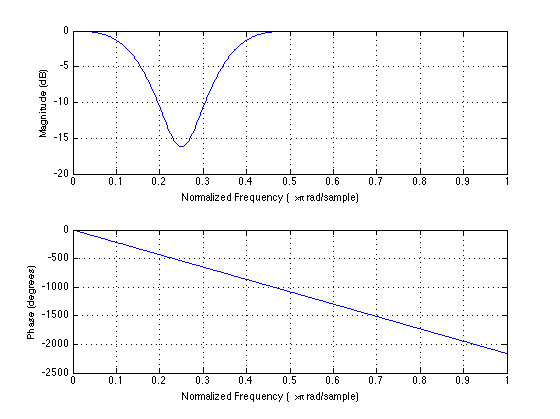 0
-5
-10
-15
-20
Magnitude (dB)
0 0.1 0.2 0.3 0.4 0.5 0.6 0.7 0.8 0.9 1
Normalized Frequency ( ×π rad/sample)
0
-500
-1000
-1500
-2000
-2500
Phase (degrees)
0 0.1 0.2 0.3 0.4 0.5 0.6 0.7 0.8 0.9 1
Normalized Frequency ( ×π rad/sample)